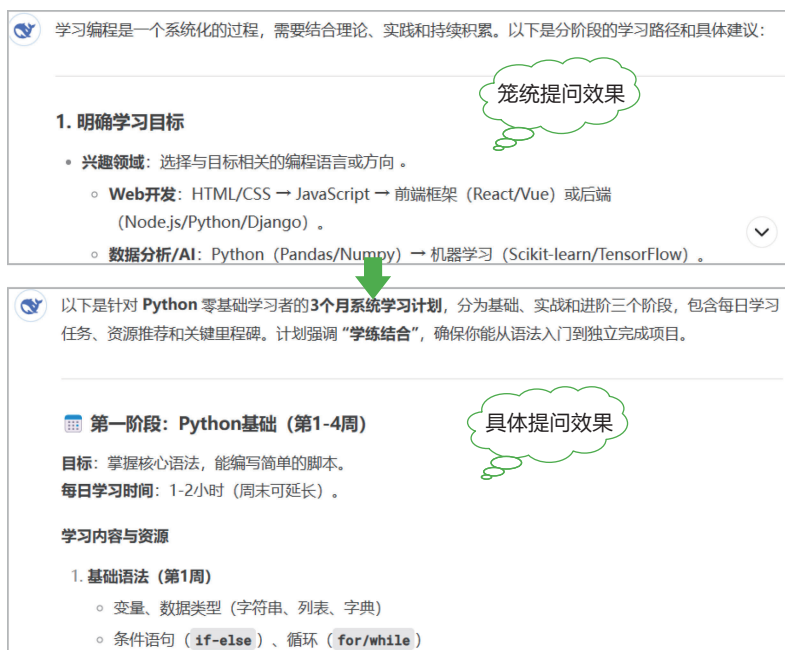 学习编程是一个系统化的过程，需要结合理论、实践和持续积累。以下是分阶段的学习路径和具体建议：
笼统提问效果
1. 明确学习目标
兴趣领域：选择与目标相关的编程语言或方向 。
Web开发：HTML/CSS → JavaScript → 前端框架（React/Vue）或后端
（Node.js/Python/Django）。
数据分析/AI：Python（Pandas/Numpy）→ 机器学习（Scikit-learn/TensorFlow）。
以下是针对 Python 零基础学习者的3个月系统学习计划，分为基础、实战和进阶三个阶段，包含每日学习
任务、资源推荐和关键里程碑。计划强调 “学练结合”，确保你能从语法入门到独立完成项目。
具体提问效果
第一阶段：Python基础（第1-4周）
目标：掌握核心语法，能编写简单的脚本。
每日学习时间：1-2小时（周末可延长）。
学习内容与资源
1. 基础语法（第1周）
变量、数据类型（字符串、列表、字典）
条件语句（ if-else ）、循环（ for/while ）